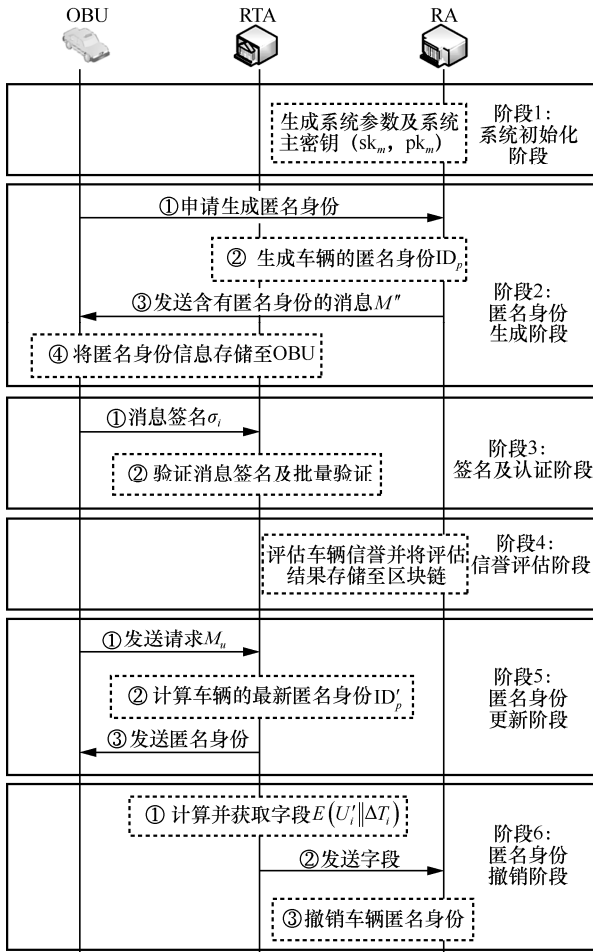 OBU RTA RA
生成系统参数及系统
主密钥（skₘ，pkₘ）
阶段1：
系统初始化
阶段
①申请生成匿名身份
② 生成车辆的匿名身份IDₚ
③发送含有匿名身份的消息M″
④将匿名身份信息存储至OBU
阶段2：
匿名身份
生成阶段
①消息签名σᵢ
②验证消息签名及批量验证
阶段3：
签名及认证阶段
评估车辆信誉并将评估
结果存储至区块链
阶段4：
信誉评估阶段
①发送请求Mᵤ
②计算车辆的最新匿名身份ID′ₚ
③发送匿名身份
阶段5：
匿名身份
更新阶段
① 计算并获取字段E(U′ᵢ‖ΔTᵢ)
②发送字段
③撤销车辆匿名身份
阶段6：
匿名身份
撤销阶段